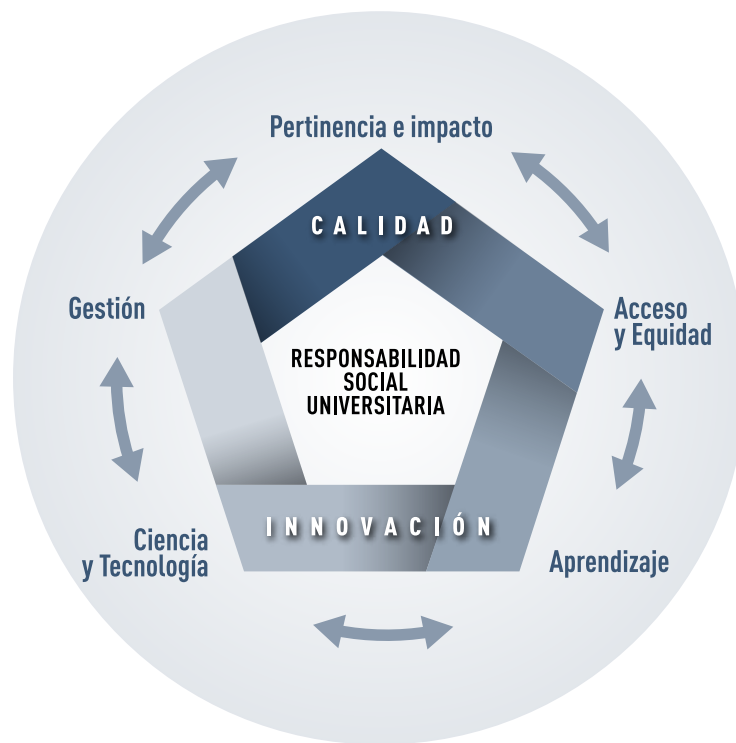 Pertinencia e impacto
CALIDAD
Gestión
Acceso
y Equidad
RESPONSABILIDAD
SOCIAL
UNIVERSITARIA
INNOVACIÓN
Ciencia
y Tecnología
Aprendizaje